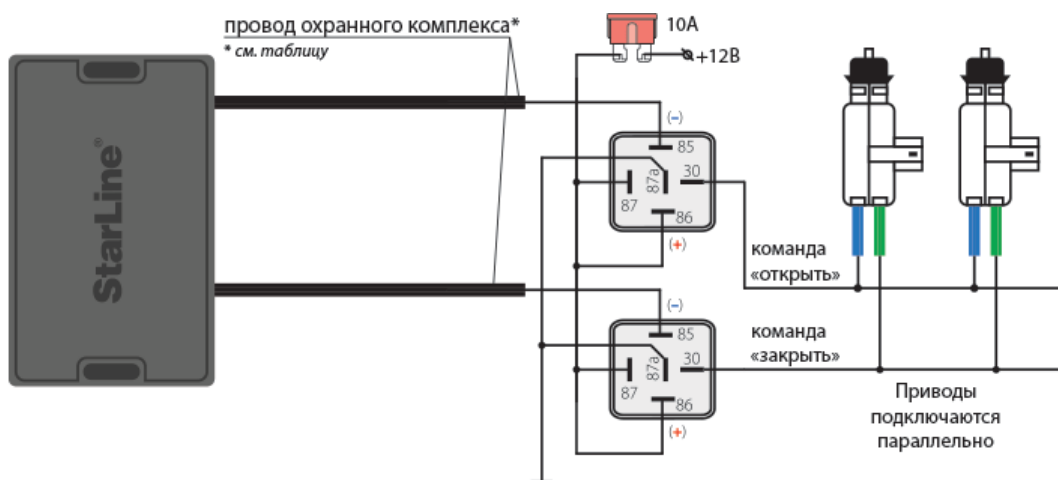 провод охранного комплекса*
* см. таблицу
10А
+12В
StarLine®
(–)
85
87а
30
87
86
(+)
команда
«открыть»
(–)
85
87а
30
87
86
(+)
команда
«закрыть»
Приводы
подключаются
параллельно